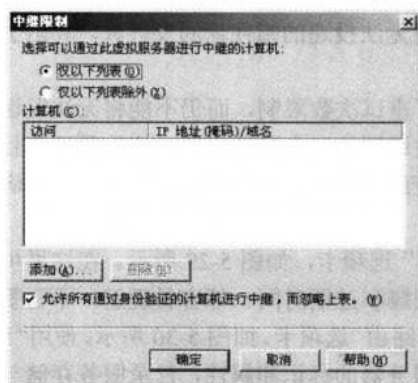 中继限制
选择可以通过此虚拟服务器进行中继的计算机:
仅以下列表(O)
仅以下列表除外(X)
计算机(C):
访问 IP 地址(掩码)/域名
添加(A)... 删除(R)
允许所有通过身份验证的计算机进行中继，而忽略上表。(W)
确定 取消 帮助(H)